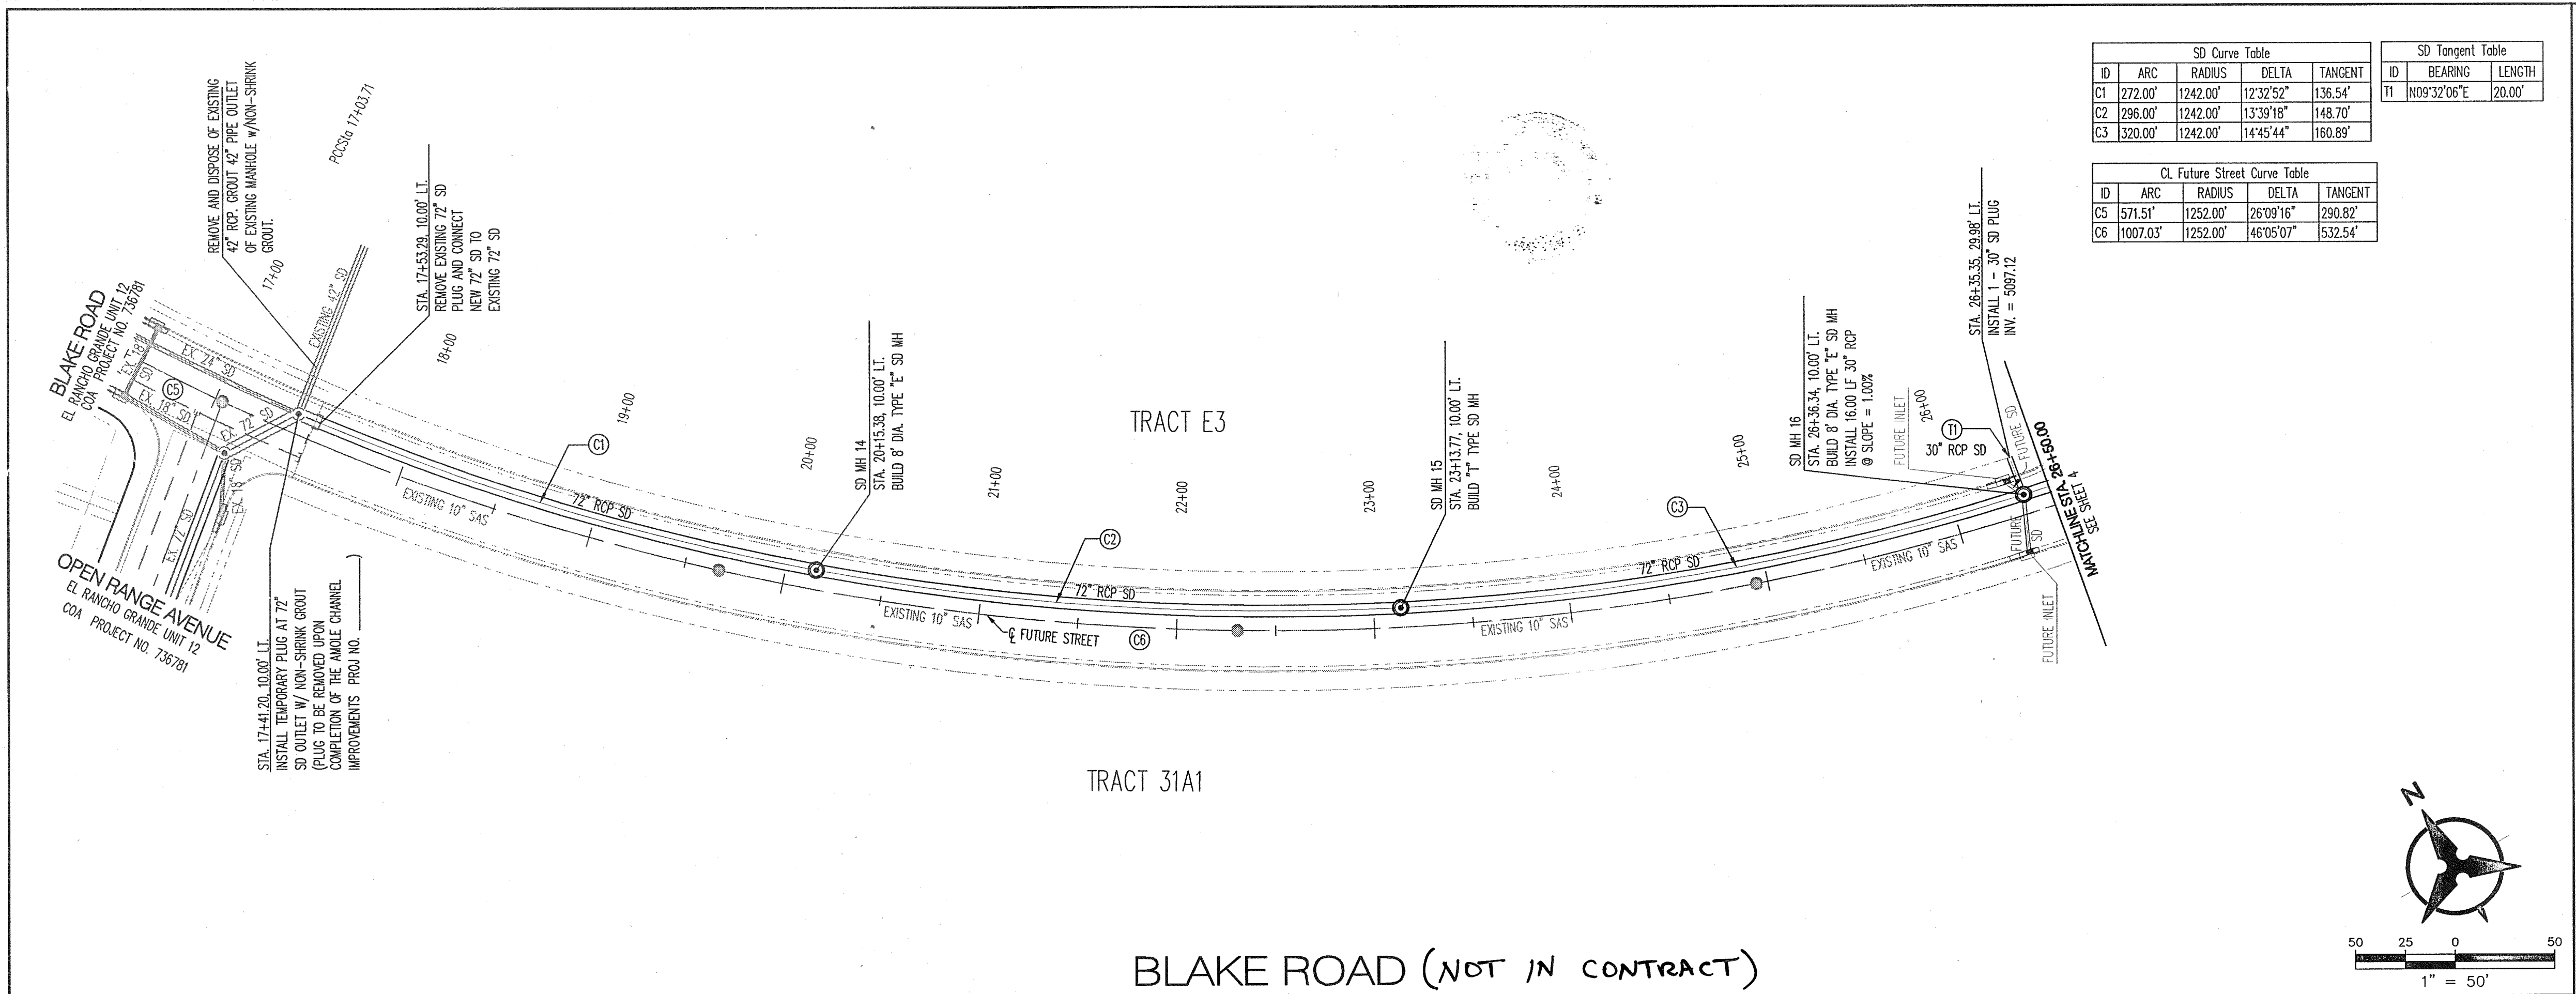 REMOVE AND DISPOSE OF EXISTING
42" RCP. GROUT 42" PIPE OUTLET
OF EXISTING MANHOLE w/NON-SHRINK
GROUT.
17+00
PCCSta 17+03.71
EXISTING 42" SD
STA. 17+53.29, 10.00' LT.
REMOVE EXISTING 72" SD
PLUG AND CONNECT
NEW 72" SD TO
EXISTING 72" SD
18+00
BLAKE ROAD
EL RANCHO GRANDE UNIT 12
COA PROJECT NO. 736781
EX. 18" SD
EX. 24" SD
C5
EX. 18" SD
EX. 72" SD
EX. 18" SD
EX. 72" SD
OPEN RANGE AVENUE
EL RANCHO GRANDE UNIT 12
COA PROJECT NO. 736781
STA. 17+41.20, 10.00' LT.
INSTALL TEMPORARY PLUG AT 72"
SD OUTLET W/ NON-SHRINK GROUT
(PLUG TO BE REMOVED UPON
COMPLETION OF THE AMOLE CHANNEL
IMPROVEMENTS PROJ NO. ________)
EXISTING 10" SAS
19+00
C1
72" RCP SD
20+00
SD MH 14
STA. 20+15.38, 10.00' LT.
BUILD 8' DIA. TYPE "E" SD MH
21+00
C2
72" RCP SD
EXISTING 10" SAS
℄ FUTURE STREET
C6
TRACT E3
22+00
23+00
SD MH 15
STA. 23+13.77, 10.00' LT.
BUILD "T" TYPE SD MH
24+00
EXISTING 10" SAS
C3
72" RCP SD
25+00
SD MH 16
STA. 26+36.34, 10.00' LT.
BUILD 8' DIA. TYPE "E" SD MH
INSTALL 16.00 LF 30" RCP
@ SLOPE = 1.00%
FUTURE INLET
26+00
T1
30" RCP SD
STA. 26+35.35, 29.98' LT.
INSTALL 1 - 30" SD PLUG
INV. = 5097.12
FUTURE SD
EXISTING 10" SAS
FUTURE SD
FUTURE INLET
MATCHLINE STA. 26+50.00
SEE SHEET 4
TRACT 31A1
SD Curve Table
ID ARC RADIUS DELTA TANGENT
C1 272.00' 1242.00' 12°32'52" 136.54'
C2 296.00' 1242.00' 13°39'18" 148.70'
C3 320.00' 1242.00' 14°45'44" 160.89'
SD Tangent Table
ID BEARING LENGTH
T1 N09°32'06"E 20.00'
CL Future Street Curve Table
ID ARC RADIUS DELTA TANGENT
C5 571.51' 1252.00' 26°09'16" 290.82'
C6 1007.03' 1252.00' 46°05'07" 532.54'
N
50 25 0 50
1" = 50'
BLAKE ROAD (NOT IN CONTRACT)